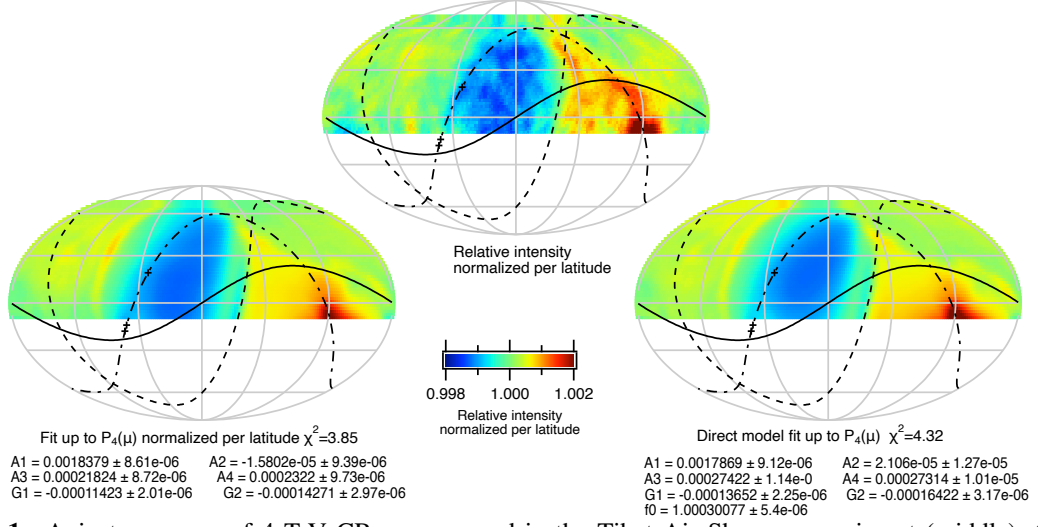 Relative intensity
normalized per latitude
0.998 1.000 1.002
Relative intensity
normalized per latitude
Fit up to P₄(μ) normalized per latitude χ²=3.85
A1 = 0.0018379 ± 8.61e-06 A2 = -1.5802e-05 ± 9.39e-06
A3 = 0.00021824 ± 8.72e-06 A4 = 0.0002322 ± 9.73e-06
G1 = -0.00011423 ± 2.01e-06 G2 = -0.00014271 ± 2.97e-06
Direct model fit up to P₄(μ) χ²=4.32
A1 = 0.0017869 ± 9.12e-06 A2 = 2.106e-05 ± 1.27e-05
A3 = 0.00027422 ± 1.14e-0 A4 = 0.00027314 ± 1.01e-05
G1 = -0.00013652 ± 2.25e-06 G2 = -0.00016422 ± 3.17e-06
f0 = 1.00030077 ± 5.4e-06